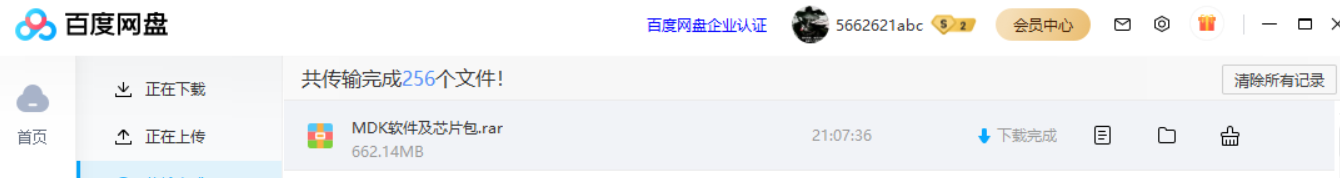 百度网盘
百度网盘企业认证 5662621abc S 2 会员中心
共传输完成256个文件! 清除所有记录
正在下载
首页
正在上传
MDK软件及芯片包.rar
662.14MB
21:07:36 下载完成